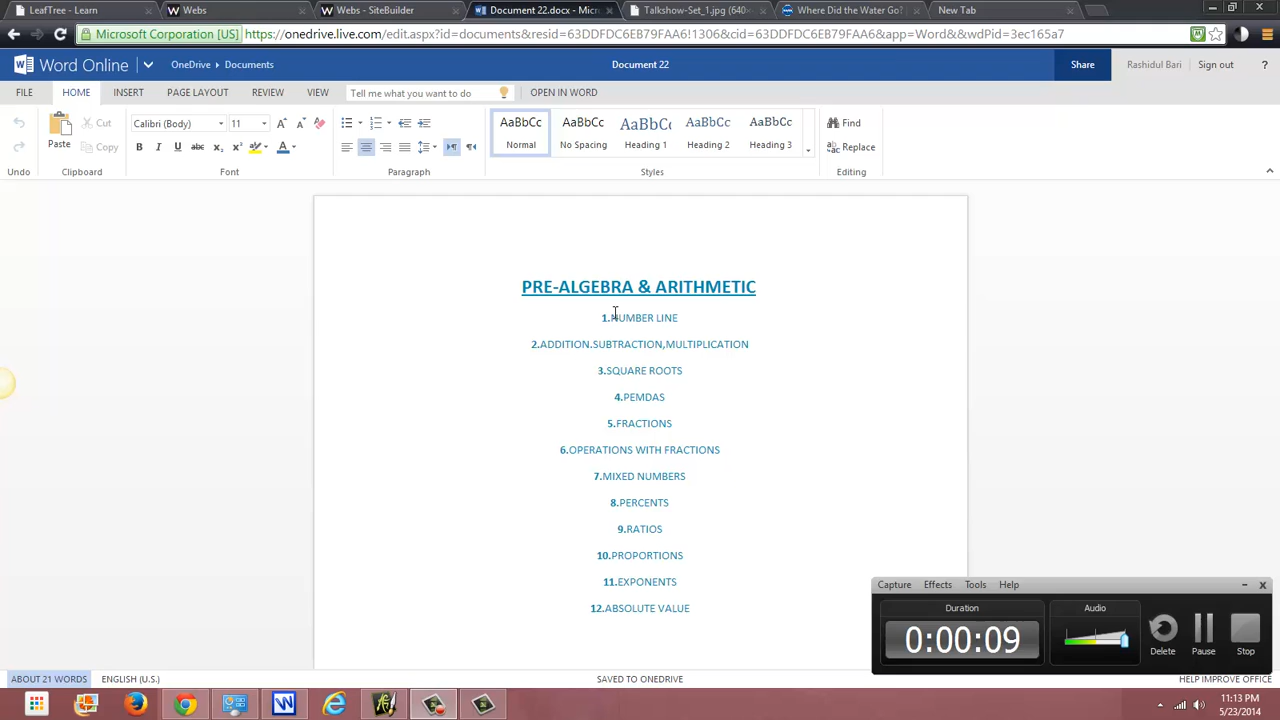 LeafTree - Learn
Webs
Webs - SiteBuilder
Document 22.docx - Micro
Talkshow-Set_1.jpg (640×
Where Did the Water Go?
New Tab
Microsoft Corporation [US]
https://onedrive.live.com/edit.aspx?id=documents&resid=63DDFDC6EB79FAA6!1306&cid=63DDFDC6EB79FAA6&app=Word&&wdPid=3ec165a7
Word Online
OneDrive
Documents
Document 22
Share
Rashidul Bari
Sign out
?
FILE
HOME
INSERT
PAGE LAYOUT
REVIEW
VIEW
Tell me what you want to do
OPEN IN WORD
Paste
Cut
Copy
Calibri (Body)
11
AaBbCc
Normal
AaBbCc
No Spacing
AaBbCc
Heading 1
AaBbCc
Heading 2
AaBbCc
Heading 3
Find
Replace
Undo
Clipboard
Font
Paragraph
Styles
Editing
PRE-ALGEBRA & ARITHMETIC
1.NUMBER LINE
2.ADDITION.SUBTRACTION,MULTIPLICATION
3.SQUARE ROOTS
4.PEMDAS
5.FRACTIONS
6.OPERATIONS WITH FRACTIONS
7.MIXED NUMBERS
8.PERCENTS
9.RATIOS
10.PROPORTIONS
11.EXPONENTS
12.ABSOLUTE VALUE
Capture
Effects
Tools
Help
Duration
0:00:09
Audio
Delete
Pause
Stop
ABOUT 21 WORDS
ENGLISH (U.S.)
SAVED TO ONEDRIVE
HELP IMPROVE OFFICE
11:13 PM
5/23/2014